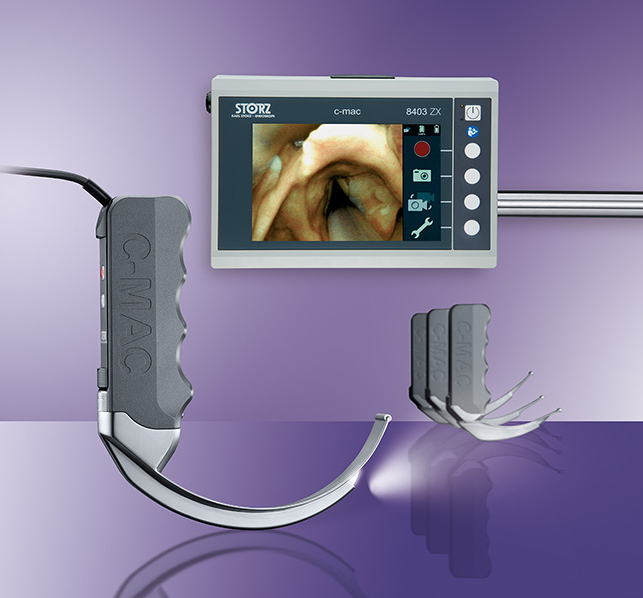 STORZ
KARL STORZ – ENDOSKOPE
c-mac
8403 ZX
C-MAC
C-MAC